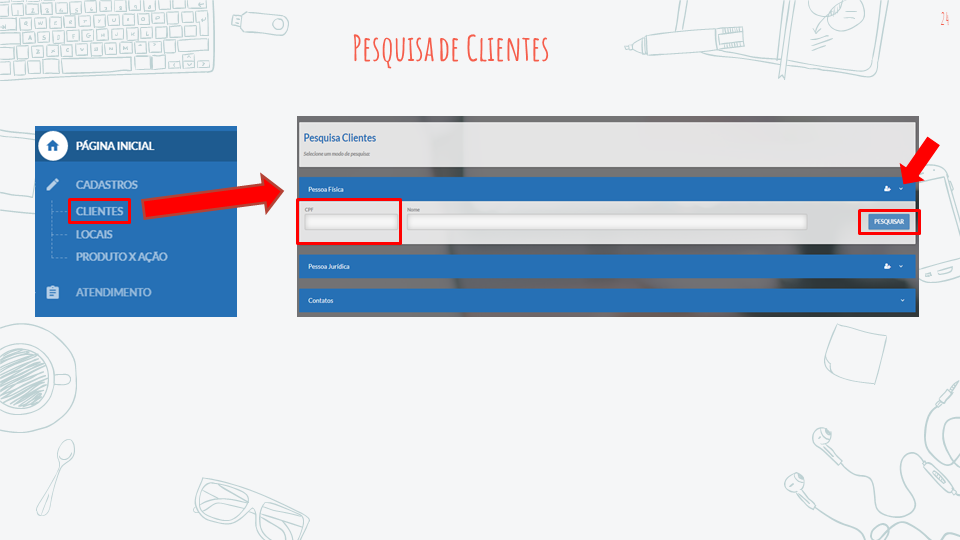 24
Pesquisa de Clientes
PÁGINA INICIAL
CADASTROS
CLIENTES
LOCAIS
PRODUTO X AÇÃO
ATENDIMENTO
Pesquisa Clientes
Selecione um modo de pesquisa
Pessoa Física
CPF Nome
PESQUISAR
Pessoa Jurídica
Contatos